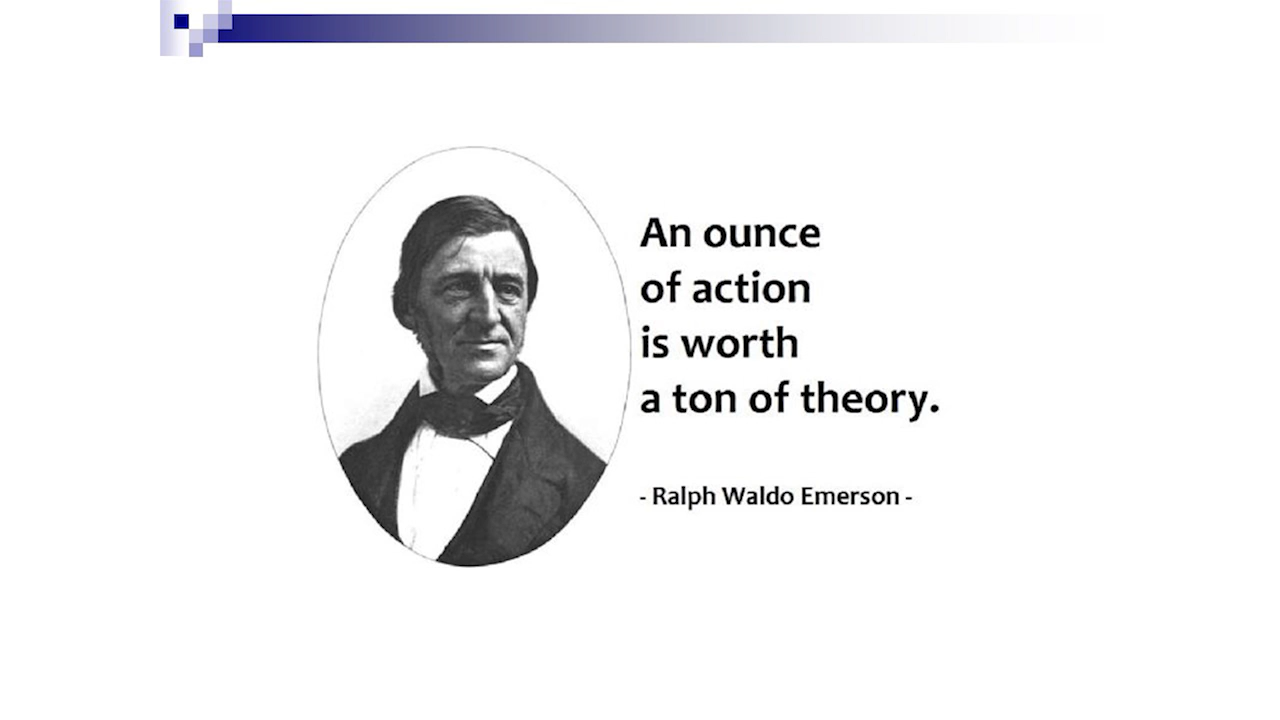 An ounce
of action
is worth
a ton of theory.
- Ralph Waldo Emerson -